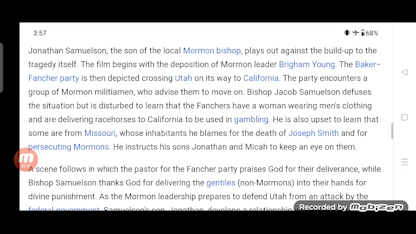 3:57
68%
Jonathan Samuelson, the son of the local Mormon bishop, plays out against the build-up to the
tragedy itself. The film begins with the deposition of Mormon leader Brigham Young. The Baker–
Fancher party is then depicted crossing Utah on its way to California. The party encounters a
group of Mormon militiamen, who advise them to move on. Bishop Jacob Samuelson defuses
the situation but is disturbed to learn that the Fanchers have a woman wearing men's clothing
and are delivering racehorses to California to be used in gambling. He is also upset to learn that
some are from Missouri, whose inhabitants he blames for the death of Joseph Smith and for
persecuting Mormons. He instructs his sons Jonathan and Micah to keep an eye on them.
A scene follows in which the pastor for the Fancher party praises God for their deliverance, while
Bishop Samuelson thanks God for delivering the gentiles (non-Mormons) into their hands for
divine punishment. As the Mormon leadership prepares to defend Utah from an attack by the
federal government, Samuelson's son, Jonathan, develops a relationship
Recorded by Mobizen